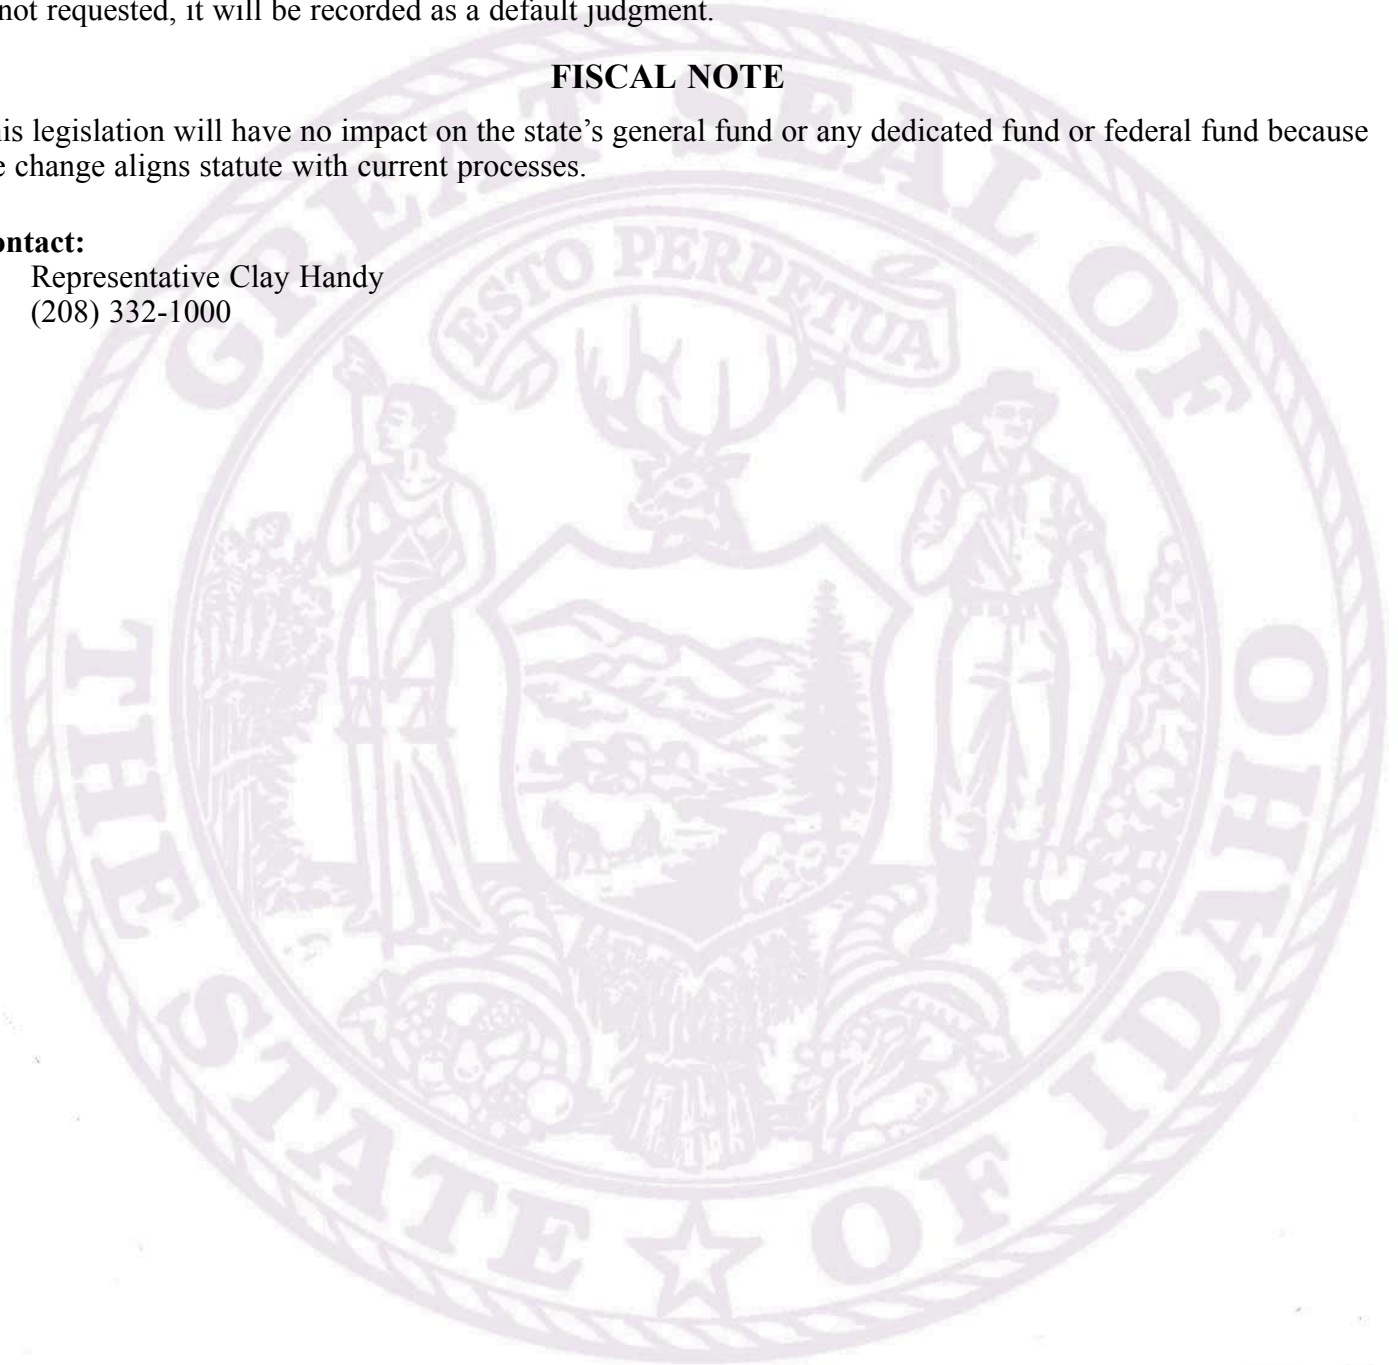 not requested, it will be recorded as a default judgment.
FISCAL NOTE
is legislation will have no impact on the state's general fund or any dedicated fund or federal fund because
e change aligns statute with current processes.
ontact:
Representative Clay Handy
(208) 332-1000
GREAT SEAL OF
ESTO PERPETUA
THE STATE OF IDAHO